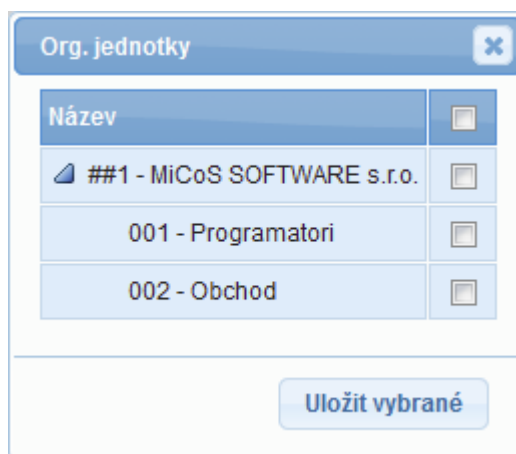 Org. jednotky
Název
##1 - MiCoS SOFTWARE s.r.o.
001 - Programatori
002 - Obchod
Uložit vybrané